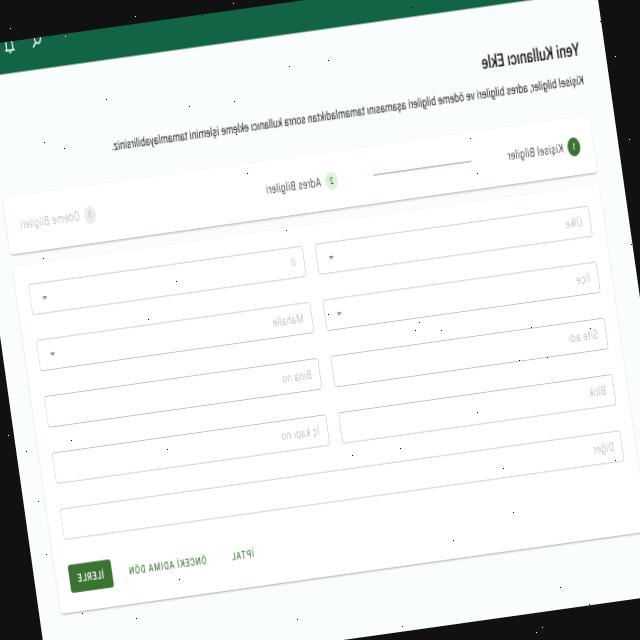 Yeni Kullanıcı Ekle
Kişisel bilgiler, adres bilgileri ve ödeme bilgileri aşamasını tamamladıktan sonra kullanıcı ekleme işlemini tamamlayabilirsiniz.
1 Kişisel Bilgiler 2 Adres Bilgileri 3 Ödeme Bilgileri
Ülke İl
İlçe Mahalle
Site adı Bina no
Blok İç kapı no
Diğer
İPTAL ÖNCEKİ ADIMA DÖN İLERLE